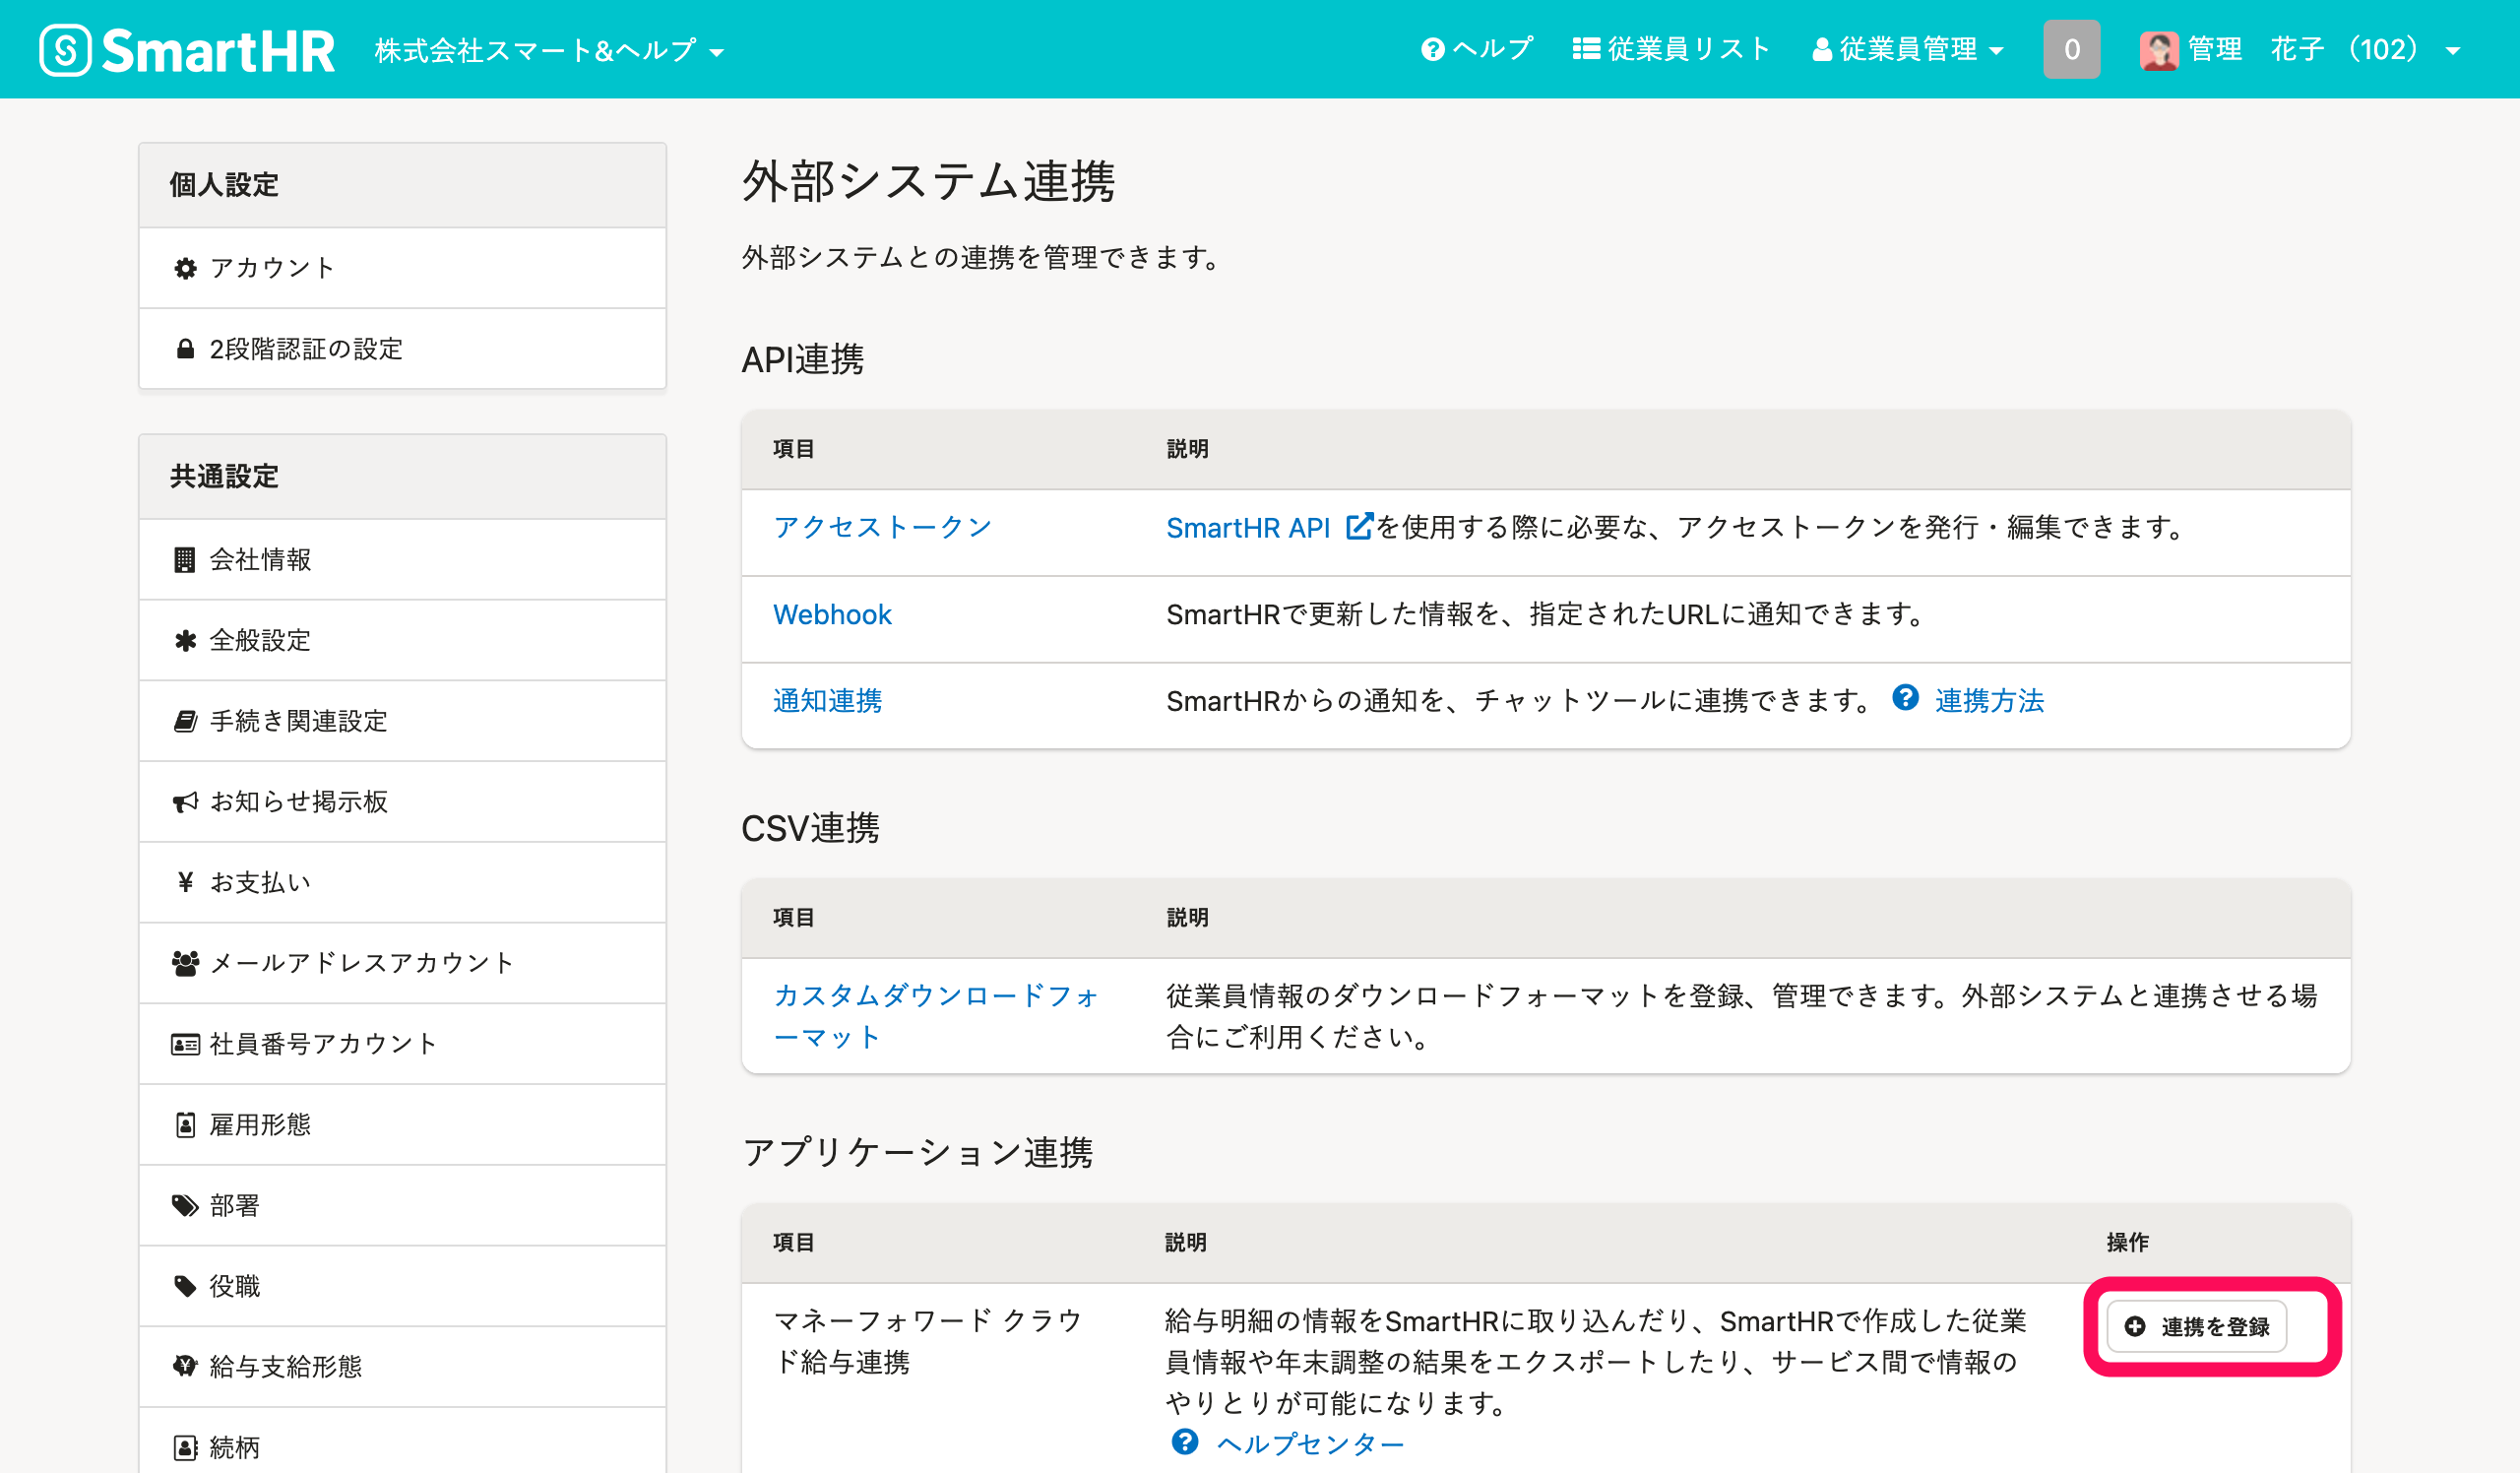 SmartHR 株式会社スマート&ヘルプ ヘルプ 従業員リスト 従業員管理 0 管理 花子 （102）
個人設定
アカウント
2段階認証の設定
共通設定
会社情報
全般設定
手続き関連設定
お知らせ掲示板
お支払い
メールアドレスアカウント
社員番号アカウント
雇用形態
部署
役職
給与支給形態
続柄
外部システム連携
外部システムとの連携を管理できます。
API連携
項目 説明
アクセストークン SmartHR API を使用する際に必要な、アクセストークンを発行・編集できます。
Webhook SmartHRで更新した情報を、指定されたURLに通知できます。
通知連携 SmartHRからの通知を、チャットツールに連携できます。 連携方法
CSV連携
項目 説明
カスタムダウンロードフォ
ーマット
従業員情報のダウンロードフォーマットを登録、管理できます。外部システムと連携させる場
合にご利用ください。
アプリケーション連携
項目 説明 操作
マネーフォワード クラウ
ド給与連携
給与明細の情報をSmartHRに取り込んだり、SmartHRで作成した従業
員情報や年末調整の結果をエクスポートしたり、サービス間で情報の
やりとりが可能になります。
ヘルプセンター
連携を登録